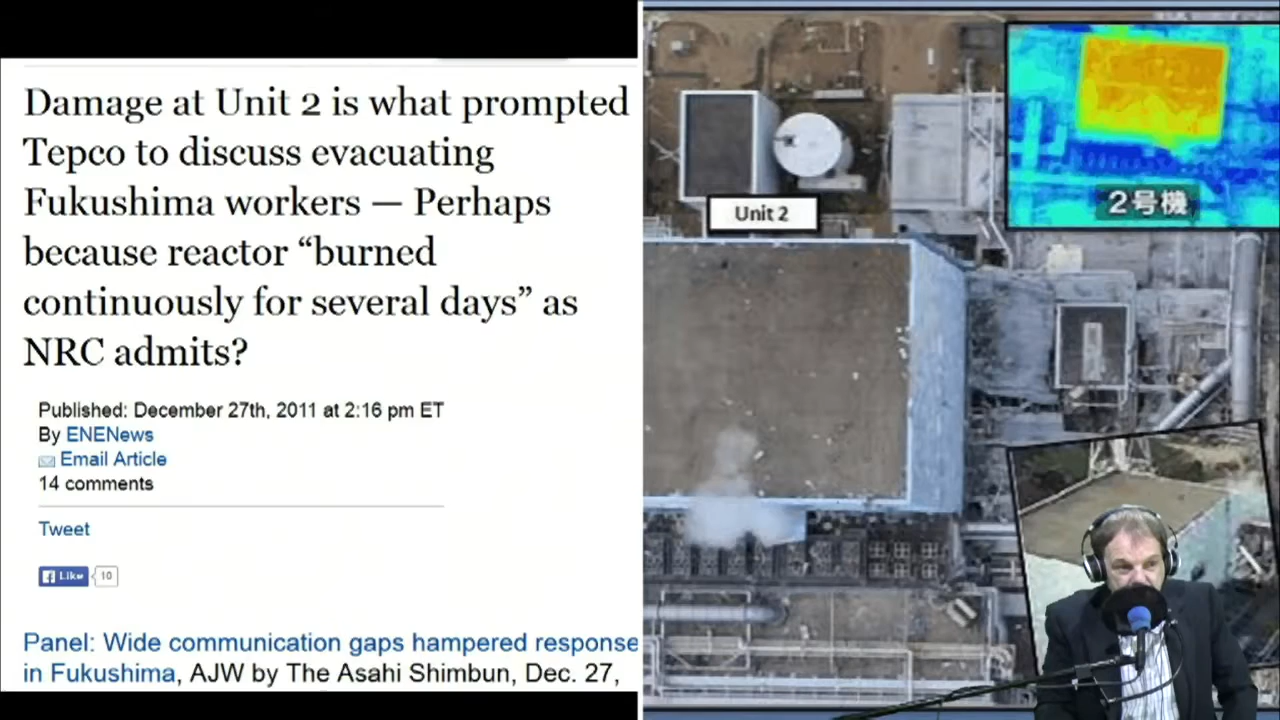 Damage at Unit 2 is what prompted
Tepco to discuss evacuating
Fukushima workers — Perhaps
because reactor “burned
continuously for several days” as
NRC admits?
Published: December 27th, 2011 at 2:16 pm ET
By ENENews
Email Article
14 comments
Tweet
Like 10
Panel: Wide communication gaps hampered response
in Fukushima, AJW by The Asahi Shimbun, Dec. 27,
Unit 2
2号機